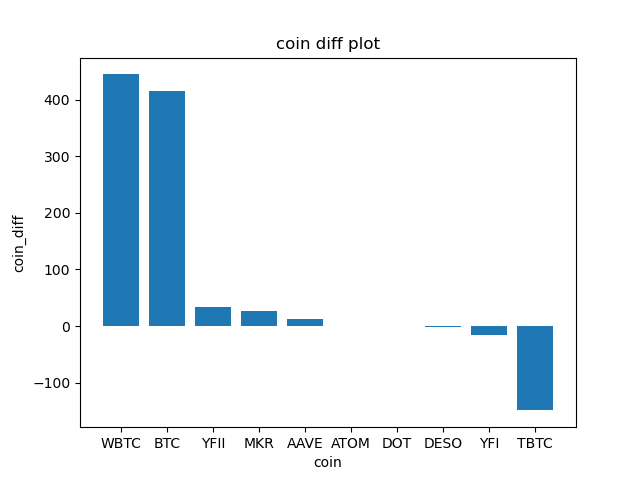 coin diff plot
400
300
200
100
0
−100
coin_diff
WBTC BTC YFII MKR AAVE ATOM DOT DESO YFI TBTC
coin